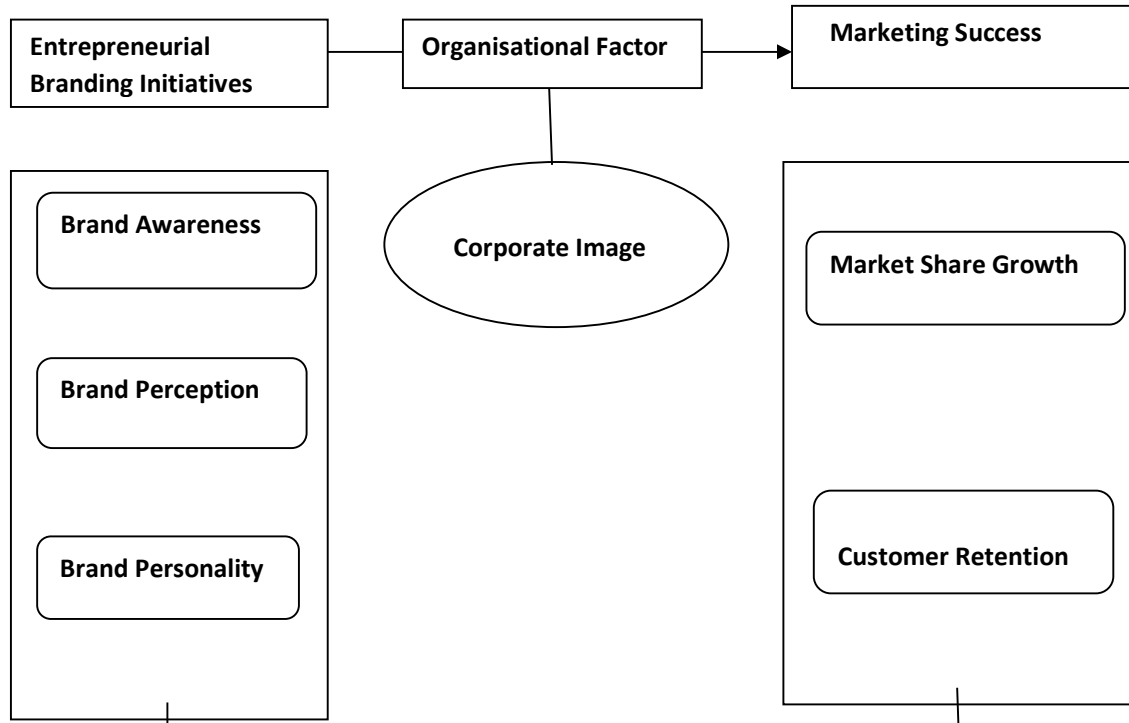 Entrepreneurial
Branding Initiatives
Organisational Factor
Marketing Success
Brand Awareness
Corporate Image
Market Share Growth
Brand Perception
Brand Personality
Customer Retention